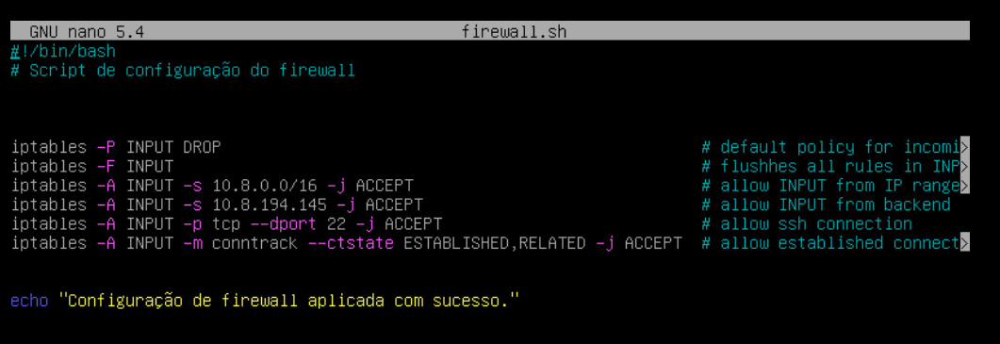 GNU nano 5.4 firewall.sh
#!/bin/bash
# Script de configuração do firewall
iptables -P INPUT DROP # default policy for incomi>
iptables -F INPUT # flushhes all rules in INP>
iptables -A INPUT -s 10.8.0.0/16 -j ACCEPT # allow INPUT from IP range>
iptables -A INPUT -s 10.8.194.145 -j ACCEPT # allow INPUT from backend
iptables -A INPUT -p tcp --dport 22 -j ACCEPT # allow ssh connection
iptables -A INPUT -m conntrack --ctstate ESTABLISHED,RELATED -j ACCEPT # allow established connect>
echo "Configuração de firewall aplicada com sucesso."